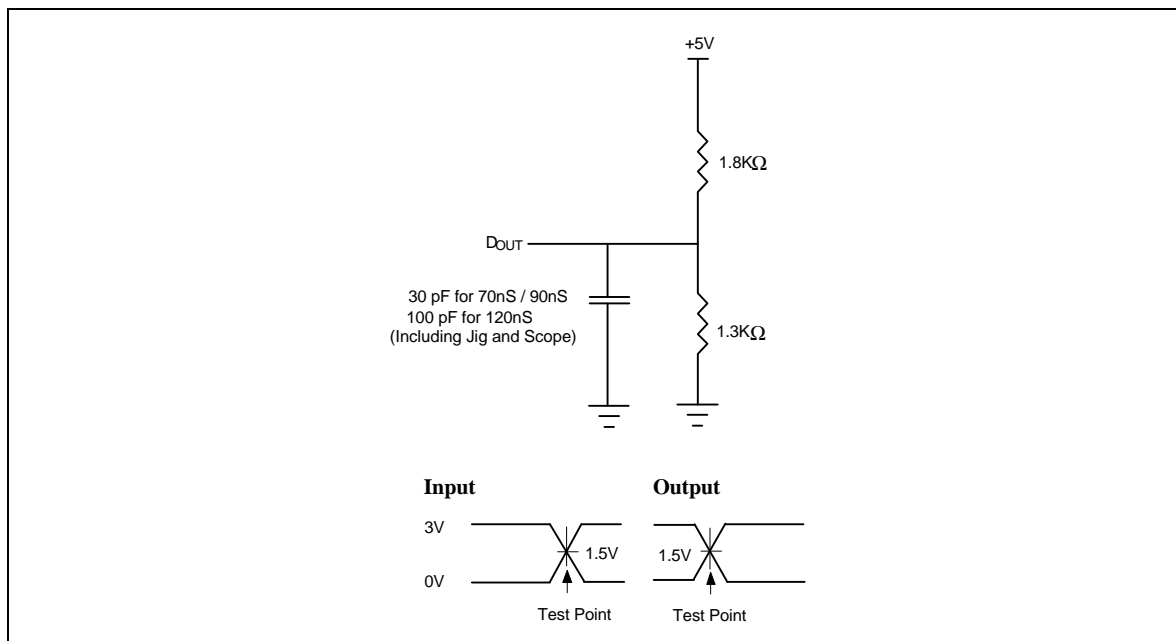 +5V
1.8KΩ
DOUT
30 pF for 70nS / 90nS
100 pF for 120nS
(Including Jig and Scope)
1.3KΩ
Input
Output
3V
1.5V
1.5V
0V
Test Point
Test Point